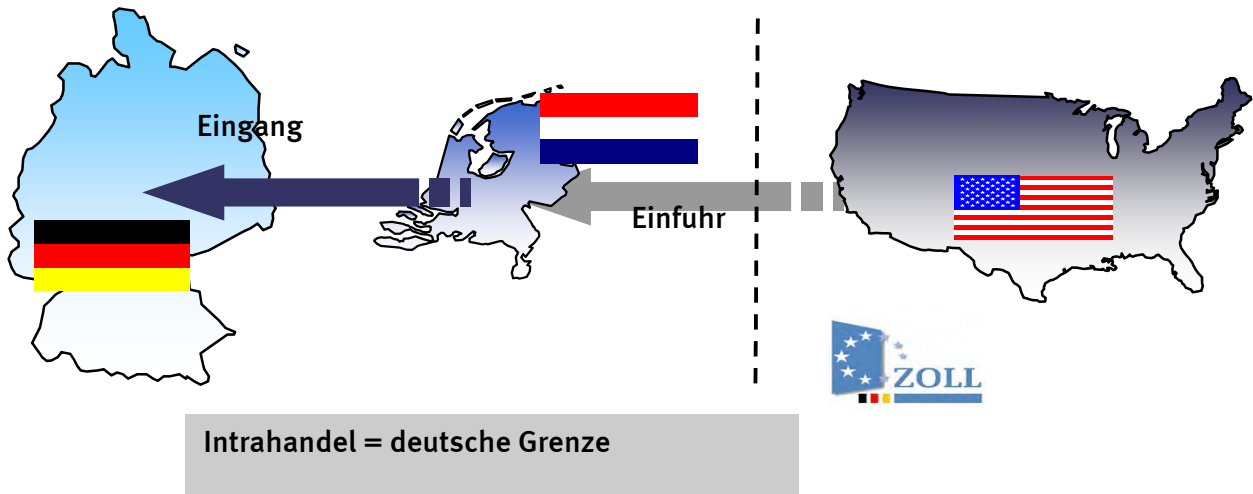 Eingang
Einfuhr
ZOLL
Intrahandel = deutsche Grenze